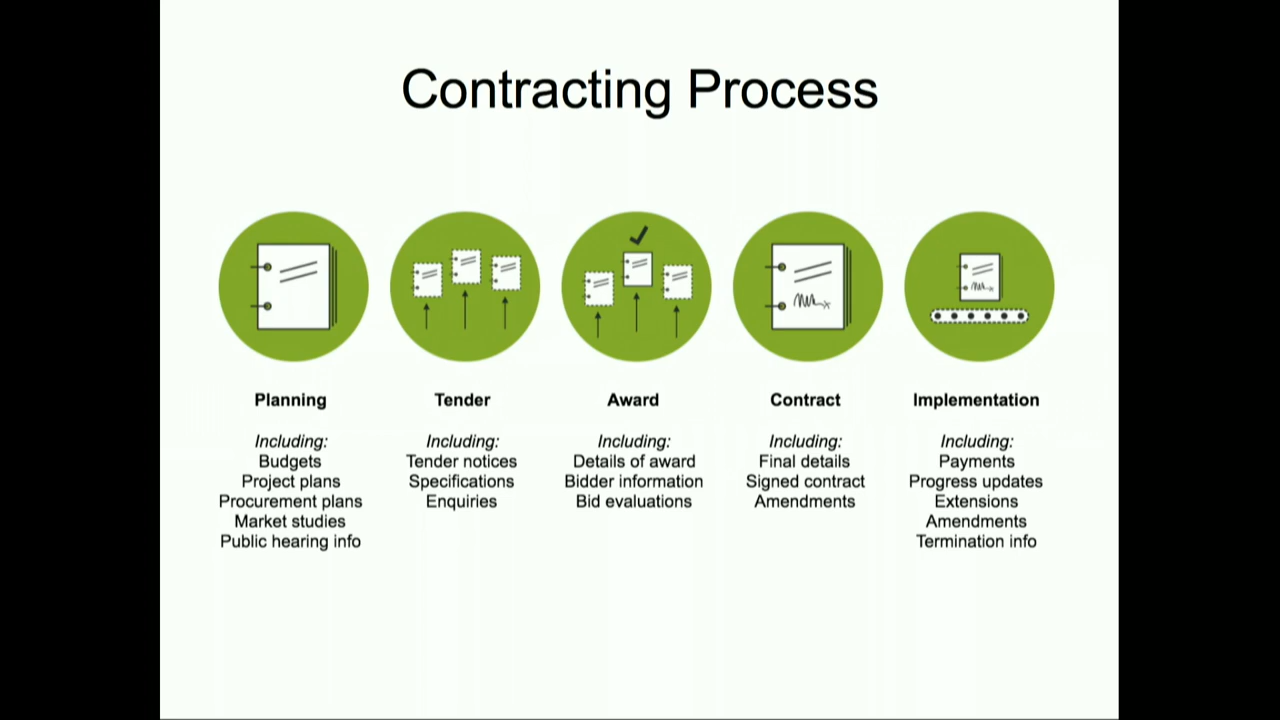 Contracting Process
Planning
Including:
Budgets
Project plans
Procurement plans
Market studies
Public hearing info
Tender
Including:
Tender notices
Specifications
Enquiries
Award
Including:
Details of award
Bidder information
Bid evaluations
Contract
Including:
Final details
Signed contract
Amendments
Implementation
Including:
Payments
Progress updates
Extensions
Amendments
Termination info